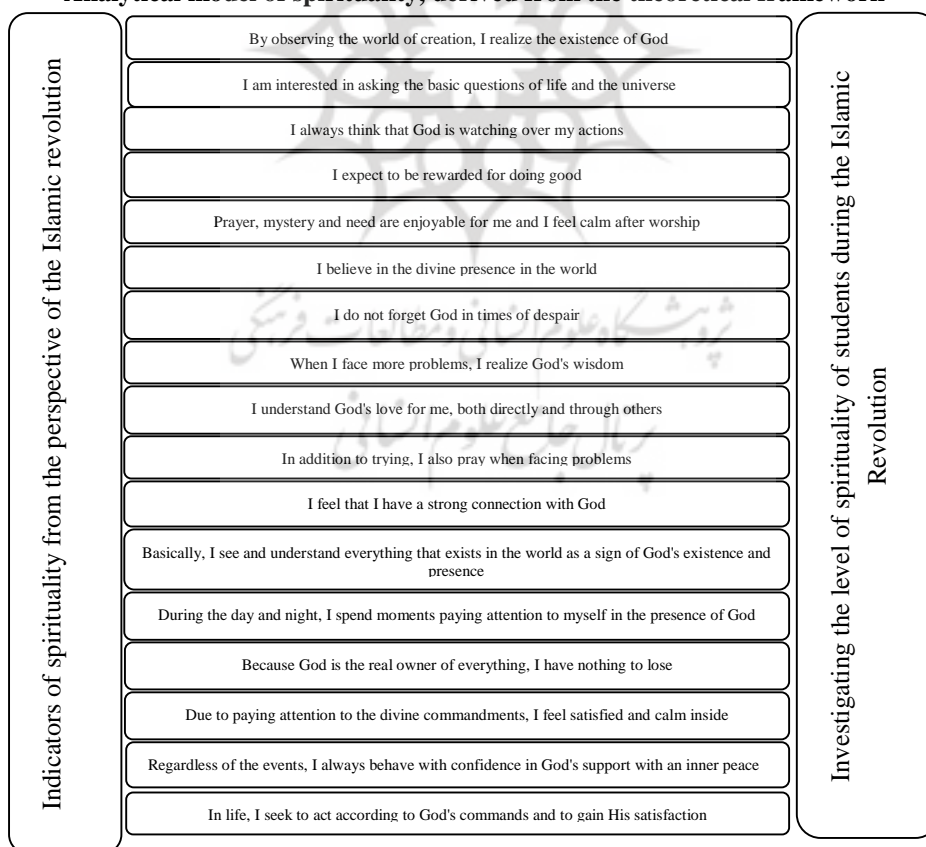 Analytical model of spirituality, derived from the theoretical framework
Indicators of spirituality from the perspective of the Islamic revolution
By observing the world of creation, I realize the existence of God
I am interested in asking the basic questions of life and the universe
I always think that God is watching over my actions
I expect to be rewarded for doing good
Prayer, mystery and need are enjoyable for me and I feel calm after worship
I believe in the divine presence in the world
I do not forget God in times of despair
When I face more problems, I realize God's wisdom
I understand God's love for me, both directly and through others
In addition to trying, I also pray when facing problems
I feel that I have a strong connection with God
Basically, I see and understand everything that exists in the world as a sign of God's existence and
presence
During the day and night, I spend moments paying attention to myself in the presence of God
Because God is the real owner of everything, I have nothing to lose
Due to paying attention to the divine commandments, I feel satisfied and calm inside
Regardless of the events, I always behave with confidence in God's support with an inner peace
In life, I seek to act according to God's commands and to gain His satisfaction
Investigating the level of spirituality of students during the Islamic
Revolution
پژوهشگاه علوم انسانی و مطالعات فرهنگی
پرتال جامع علوم انسانی